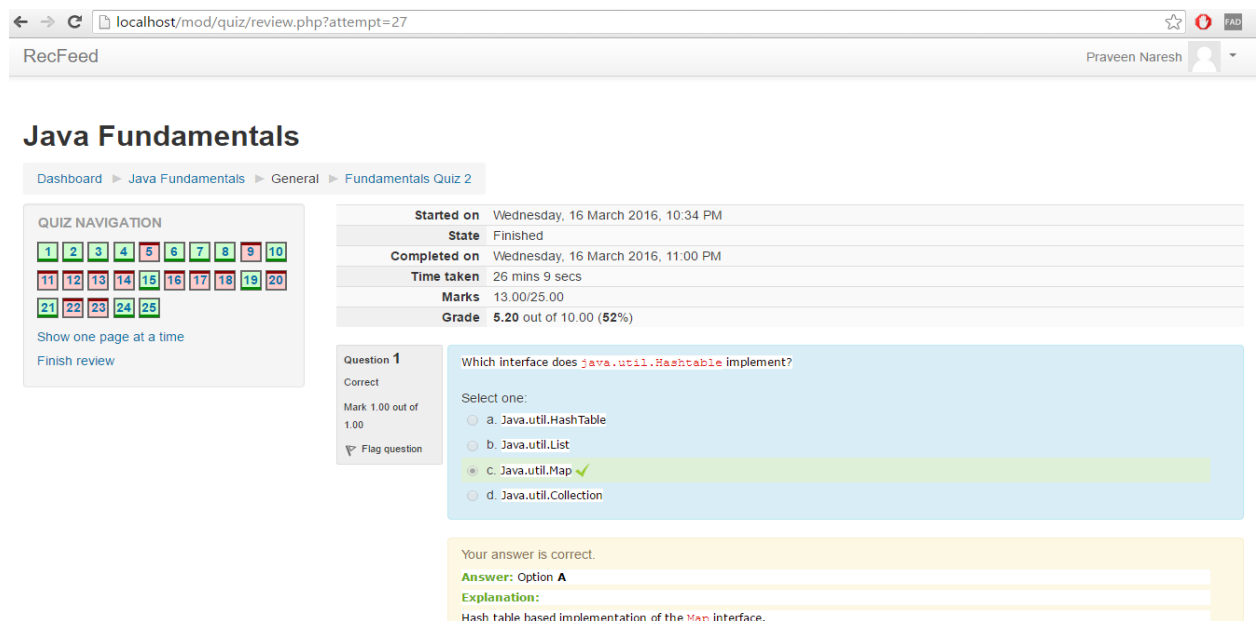 localhost/mod/quiz/review.php?attempt=27
FAD
RecFeed
Praveen Naresh
Java Fundamentals
Dashboard ▶ Java Fundamentals ▶ General ▶ Fundamentals Quiz 2
QUIZ NAVIGATION
1 2 3 4 5 6 7 8 9 10
11 12 13 14 15 16 17 18 19 20
21 22 23 24 25
Show one page at a time
Finish review
Started on Wednesday, 16 March 2016, 10:34 PM
State Finished
Completed on Wednesday, 16 March 2016, 11:00 PM
Time taken 26 mins 9 secs
Marks 13.00/25.00
Grade 5.20 out of 10.00 (52%)
Question 1
Correct
Mark 1.00 out of
1.00
Flag question
Which interface does java.util.Hashtable implement?
Select one:
a. Java.util.HashTable
b. Java.util.List
c. Java.util.Map
d. Java.util.Collection
Your answer is correct.
Answer: Option A
Explanation:
Hash table based implementation of the Map interface.